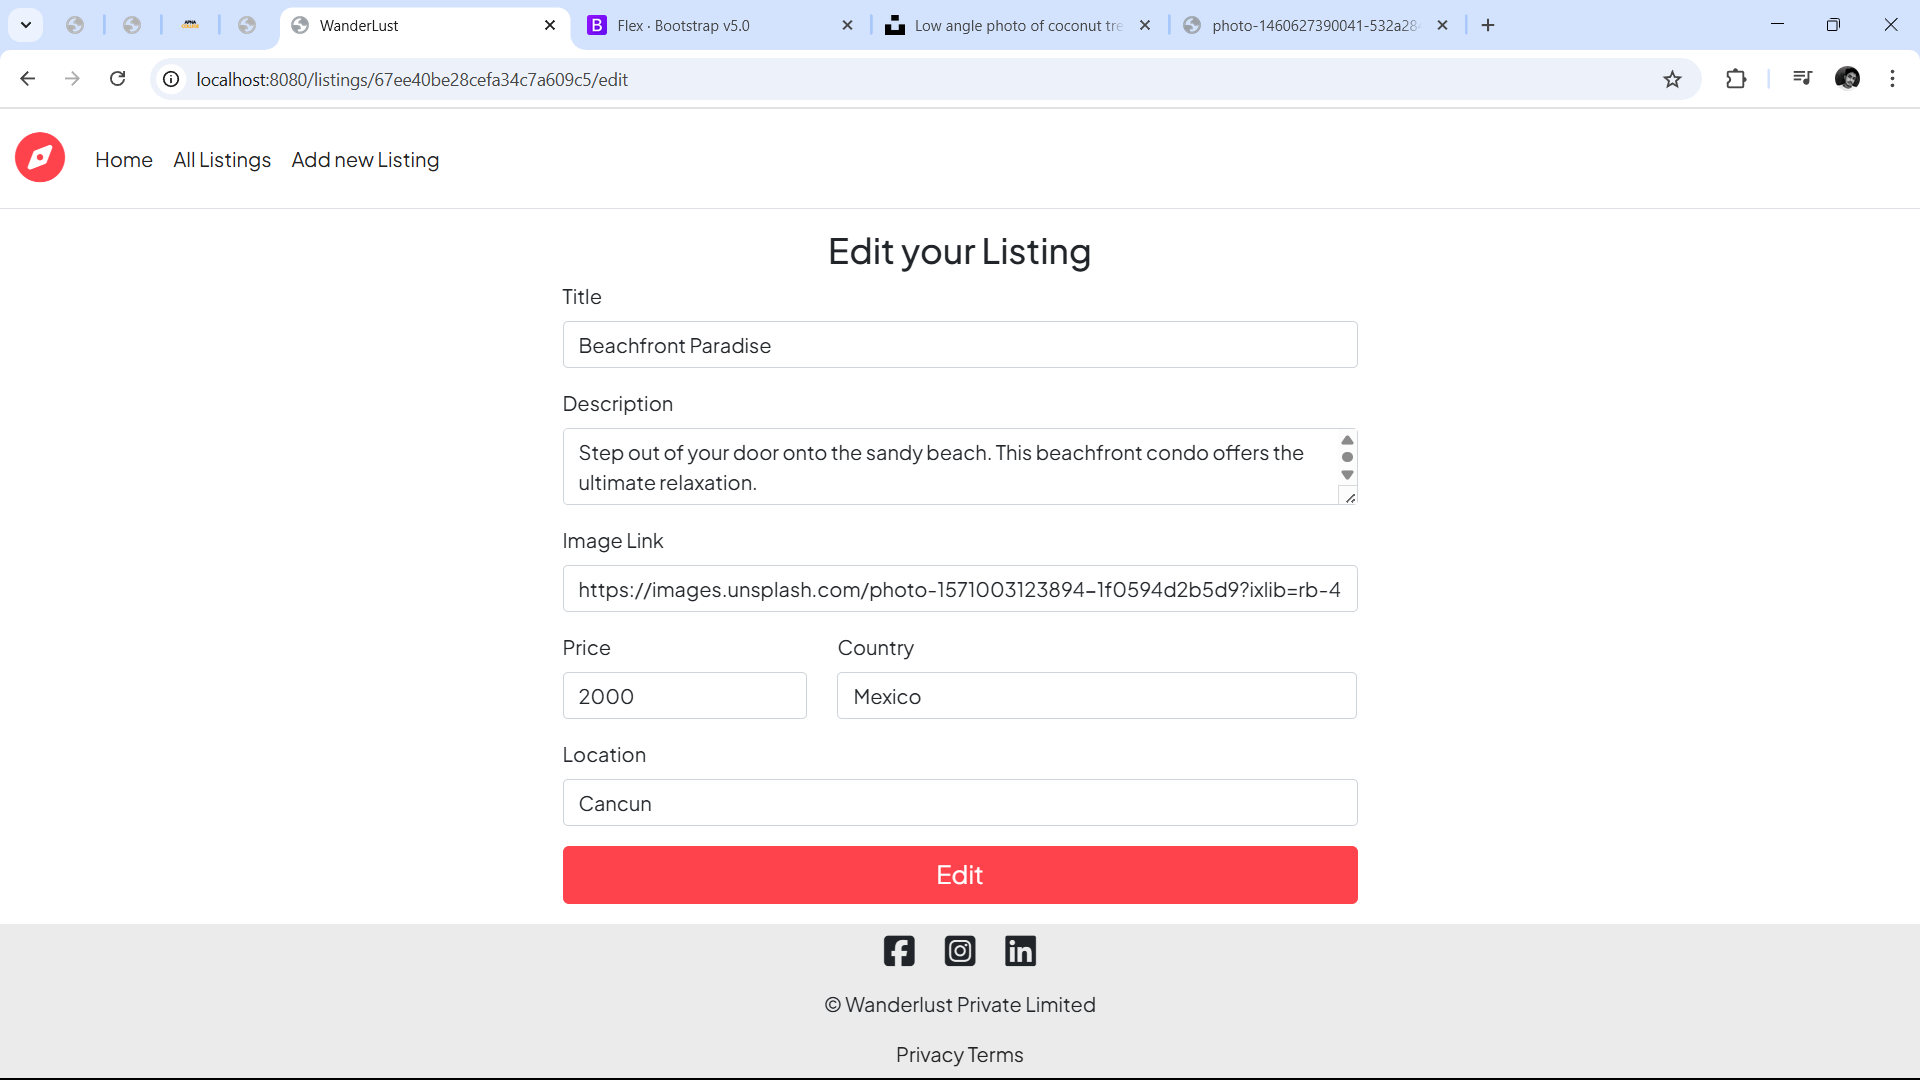 WanderLust
Flex · Bootstrap v5.0
Low angle photo of coconut tre
photo-1460627390041-532a28
localhost:8080/listings/67ee40be28cefa34c7a609c5/edit
Home All Listings Add new Listing
Edit your Listing
Title
Beachfront Paradise
Description
Step out of your door onto the sandy beach. This beachfront condo offers the
ultimate relaxation.
Image Link
https://images.unsplash.com/photo-1571003123894-1f0594d2b5d9?ixlib=rb-4
Price Country
2000 Mexico
Location
Cancun
Edit
© Wanderlust Private Limited
Privacy Terms